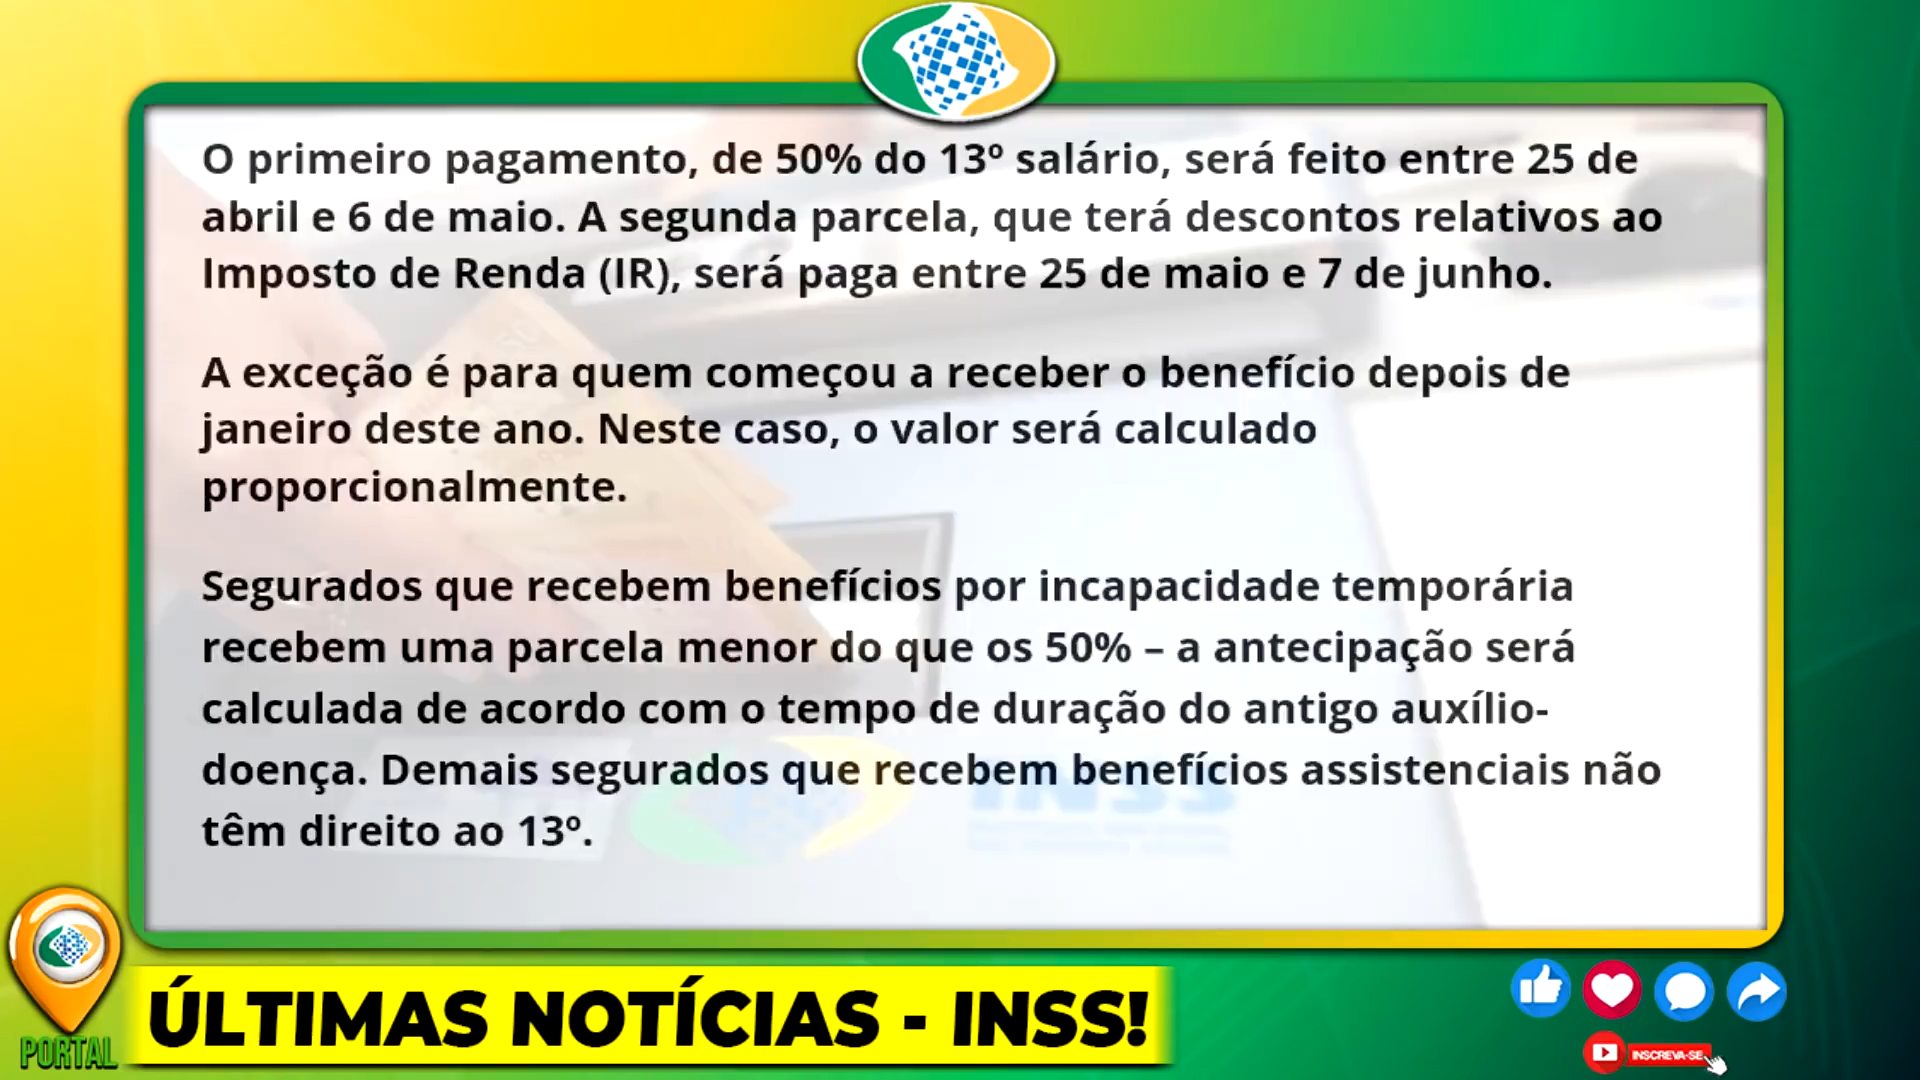 O primeiro pagamento, de 50% do 13º salário, será feito entre 25 de
abril e 6 de maio. A segunda parcela, que terá descontos relativos ao
Imposto de Renda (IR), será paga entre 25 de maio e 7 de junho.
A exceção é para quem começou a receber o benefício depois de
janeiro deste ano. Neste caso, o valor será calculado
proporcionalmente.
Segurados que recebem benefícios por incapacidade temporária
recebem uma parcela menor do que os 50% – a antecipação será
calculada de acordo com o tempo de duração do antigo auxílio-
doença. Demais segurados que recebem benefícios assistenciais não
têm direito ao 13º.
INSS
PORTAL
ÚLTIMAS NOTÍCIAS - INSS!
INSCREVA-SE